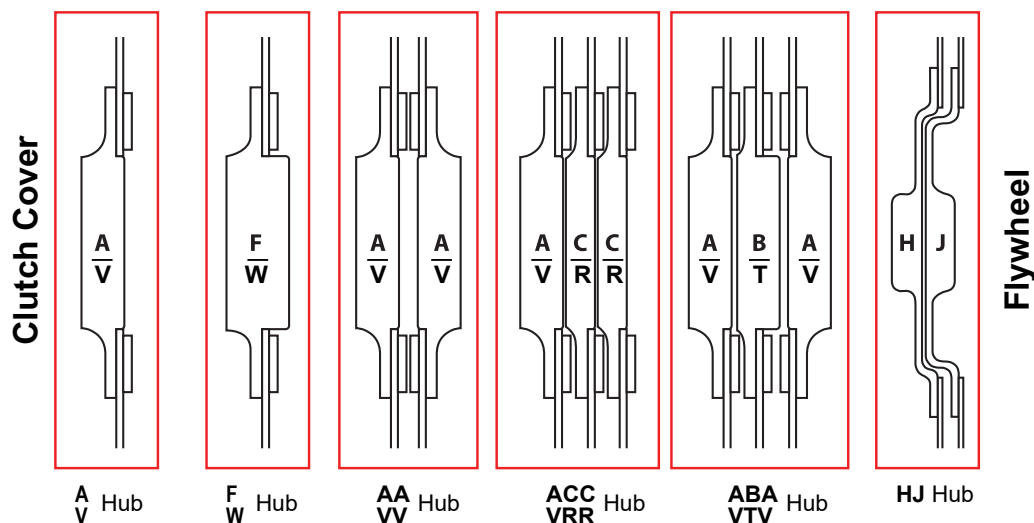 Clutch Cover
A
V
F
W
A
V
A
V
A
V
C
R
C
R
A
V
B
T
A
V
H J
Flywheel
A
V Hub
F
W Hub
AA
VV Hub
ACC
VRR Hub
ABA
VTV Hub
HJ Hub